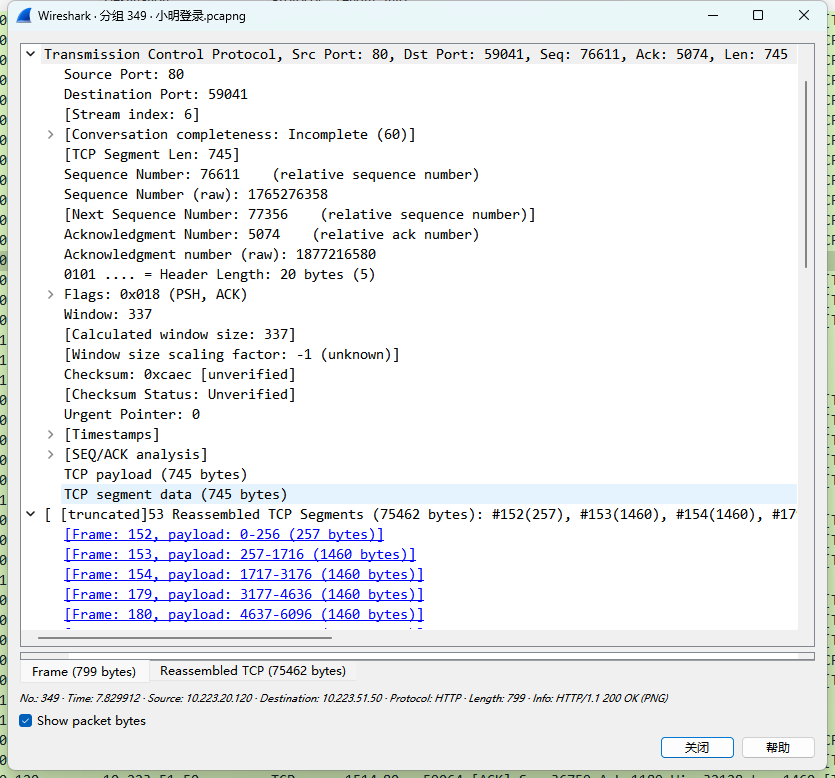 Wireshark · 分组 349 · 小明登录.pcapng
Transmission Control Protocol, Src Port: 80, Dst Port: 59041, Seq: 76611, Ack: 5074, Len: 745
Source Port: 80
Destination Port: 59041
[Stream index: 6]
[Conversation completeness: Incomplete (60)]
[TCP Segment Len: 745]
Sequence Number: 76611    (relative sequence number)
Sequence Number (raw): 1765276358
[Next Sequence Number: 77356    (relative sequence number)]
Acknowledgment Number: 5074    (relative ack number)
Acknowledgment number (raw): 1877216580
0101 .... = Header Length: 20 bytes (5)
Flags: 0x018 (PSH, ACK)
Window: 337
[Calculated window size: 337]
[Window size scaling factor: -1 (unknown)]
Checksum: 0xcaec [unverified]
[Checksum Status: Unverified]
Urgent Pointer: 0
[Timestamps]
[SEQ/ACK analysis]
TCP payload (745 bytes)
TCP segment data (745 bytes)
[ [truncated]53 Reassembled TCP Segments (75462 bytes): #152(257), #153(1460), #154(1460), #17
[Frame: 152, payload: 0-256 (257 bytes)]
[Frame: 153, payload: 257-1716 (1460 bytes)]
[Frame: 154, payload: 1717-3176 (1460 bytes)]
[Frame: 179, payload: 3177-4636 (1460 bytes)]
[Frame: 180, payload: 4637-6096 (1460 bytes)]
Frame (799 bytes)
Reassembled TCP (75462 bytes)
No.: 349 · Time: 7.829912 · Source: 10.223.20.120 · Destination: 10.223.51.50 · Protocol: HTTP · Length: 799 · Info: HTTP/1.1 200 OK (PNG)
Show packet bytes
关闭
帮助